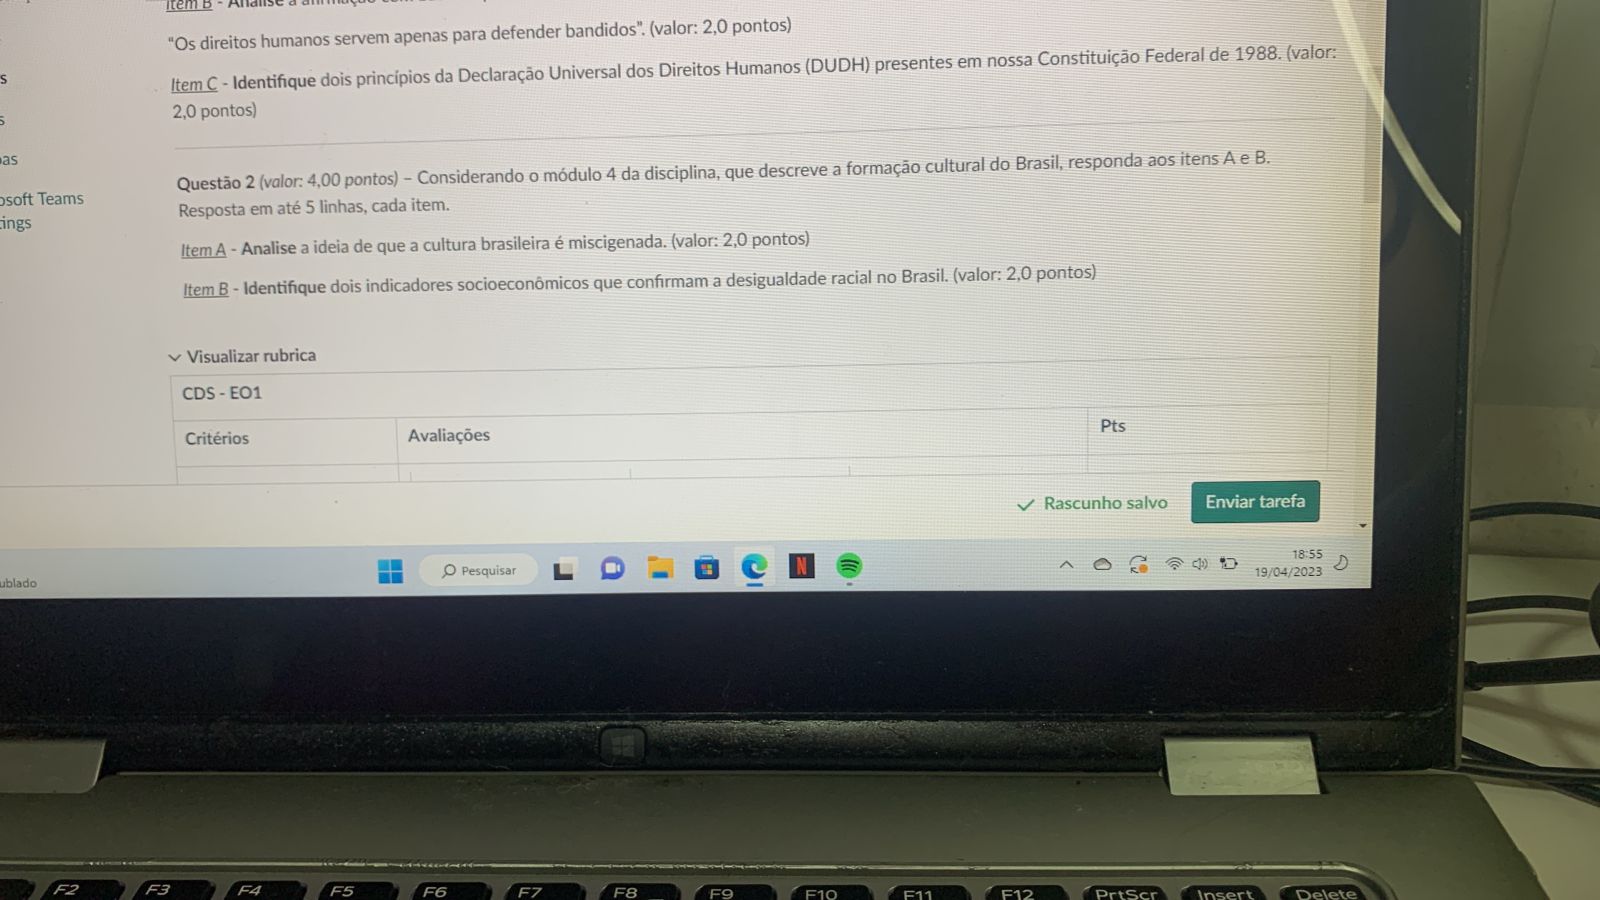 Item B - Analise a afirmação com
"Os direitos humanos servem apenas para defender bandidos". (valor: 2,0 pontos)
Item C - Identifique dois princípios da Declaração Universal dos Direitos Humanos (DUDH) presentes em nossa Constituição Federal de 1988. (valor:
2,0 pontos)
s
s
oas
osoft Teams
tings
Questão 2 (valor: 4,00 pontos) – Considerando o módulo 4 da disciplina, que descreve a formação cultural do Brasil, responda aos itens A e B.
Resposta em até 5 linhas, cada item.
Item A - Analise a ideia de que a cultura brasileira é miscigenada. (valor: 2,0 pontos)
Item B - Identifique dois indicadores socioeconômicos que confirmam a desigualdade racial no Brasil. (valor: 2,0 pontos)
Visualizar rubrica
CDS - EO1
Critérios
Avaliações
Pts
Rascunho salvo
Enviar tarefa
ublado
Pesquisar
N
18:55
19/04/2023
F2 F3 F4 F5 F6 F7 F8 F9 F10 F11 F12 PrtScr Insert Delete